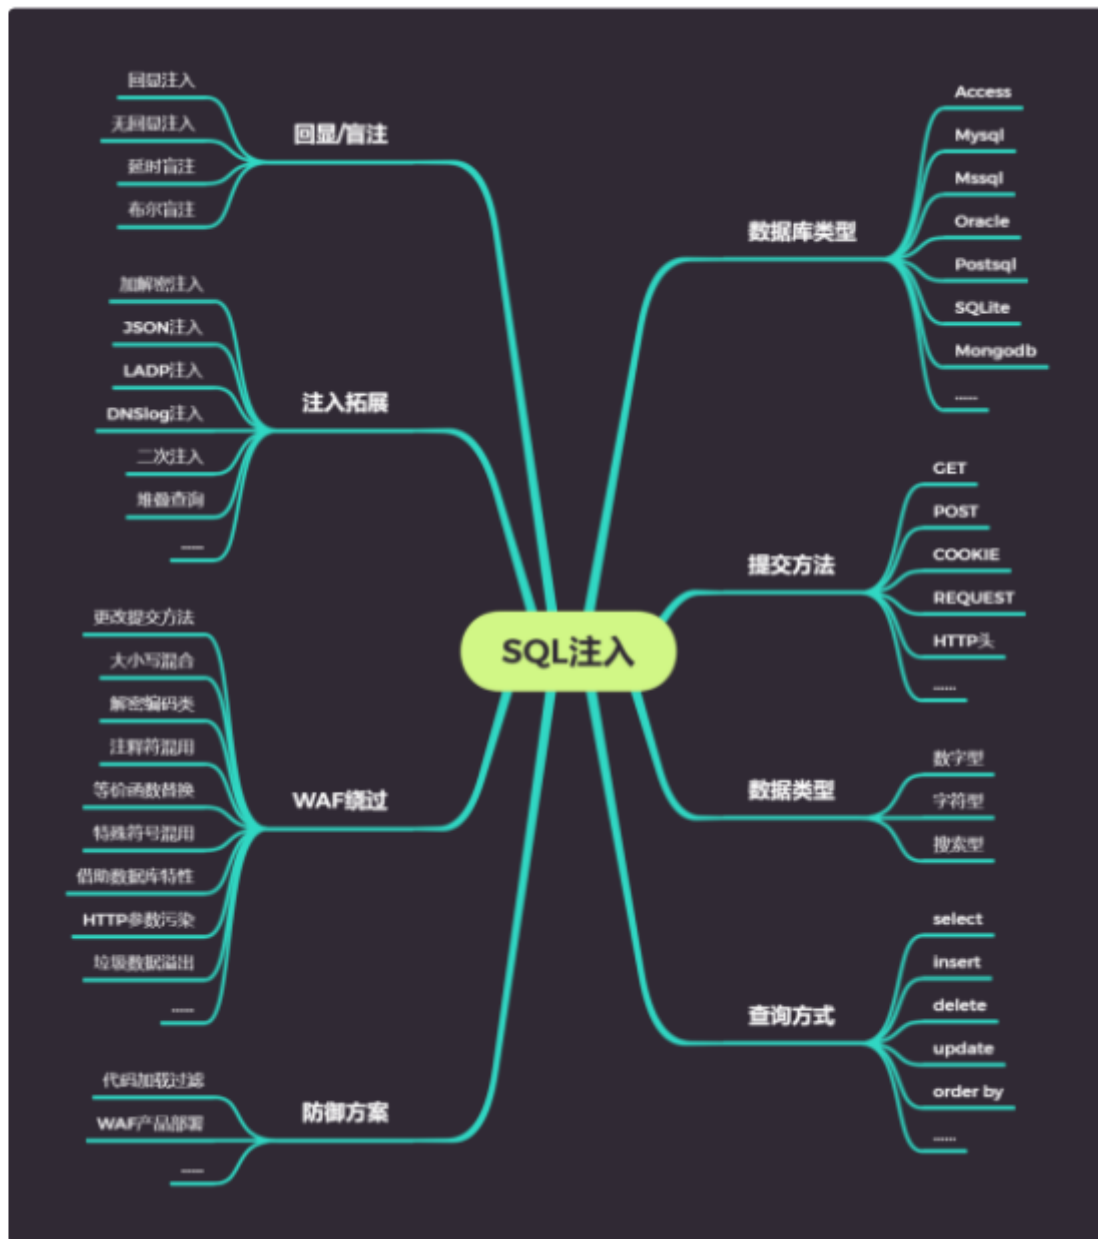 SQL注入
回显/盲注
回显注入
无回显注入
延时盲注
布尔盲注
注入拓展
加解密注入
JSON注入
LADP注入
DNSlog注入
二次注入
堆叠查询
......
WAF绕过
更改提交方法
大小写混合
解密编码类
注释符混用
等价函数替换
特殊符号混用
借助数据库特性
HTTP参数污染
垃圾数据溢出
......
防御方案
代码加载过滤
WAF产品部署
......
数据库类型
Access
Mysql
Mssql
Oracle
Postsql
SQLite
Mongodb
......
提交方法
GET
POST
COOKIE
REQUEST
HTTP头
......
数据类型
数字型
字符型
搜索型
查询方式
select
insert
delete
update
order by
......